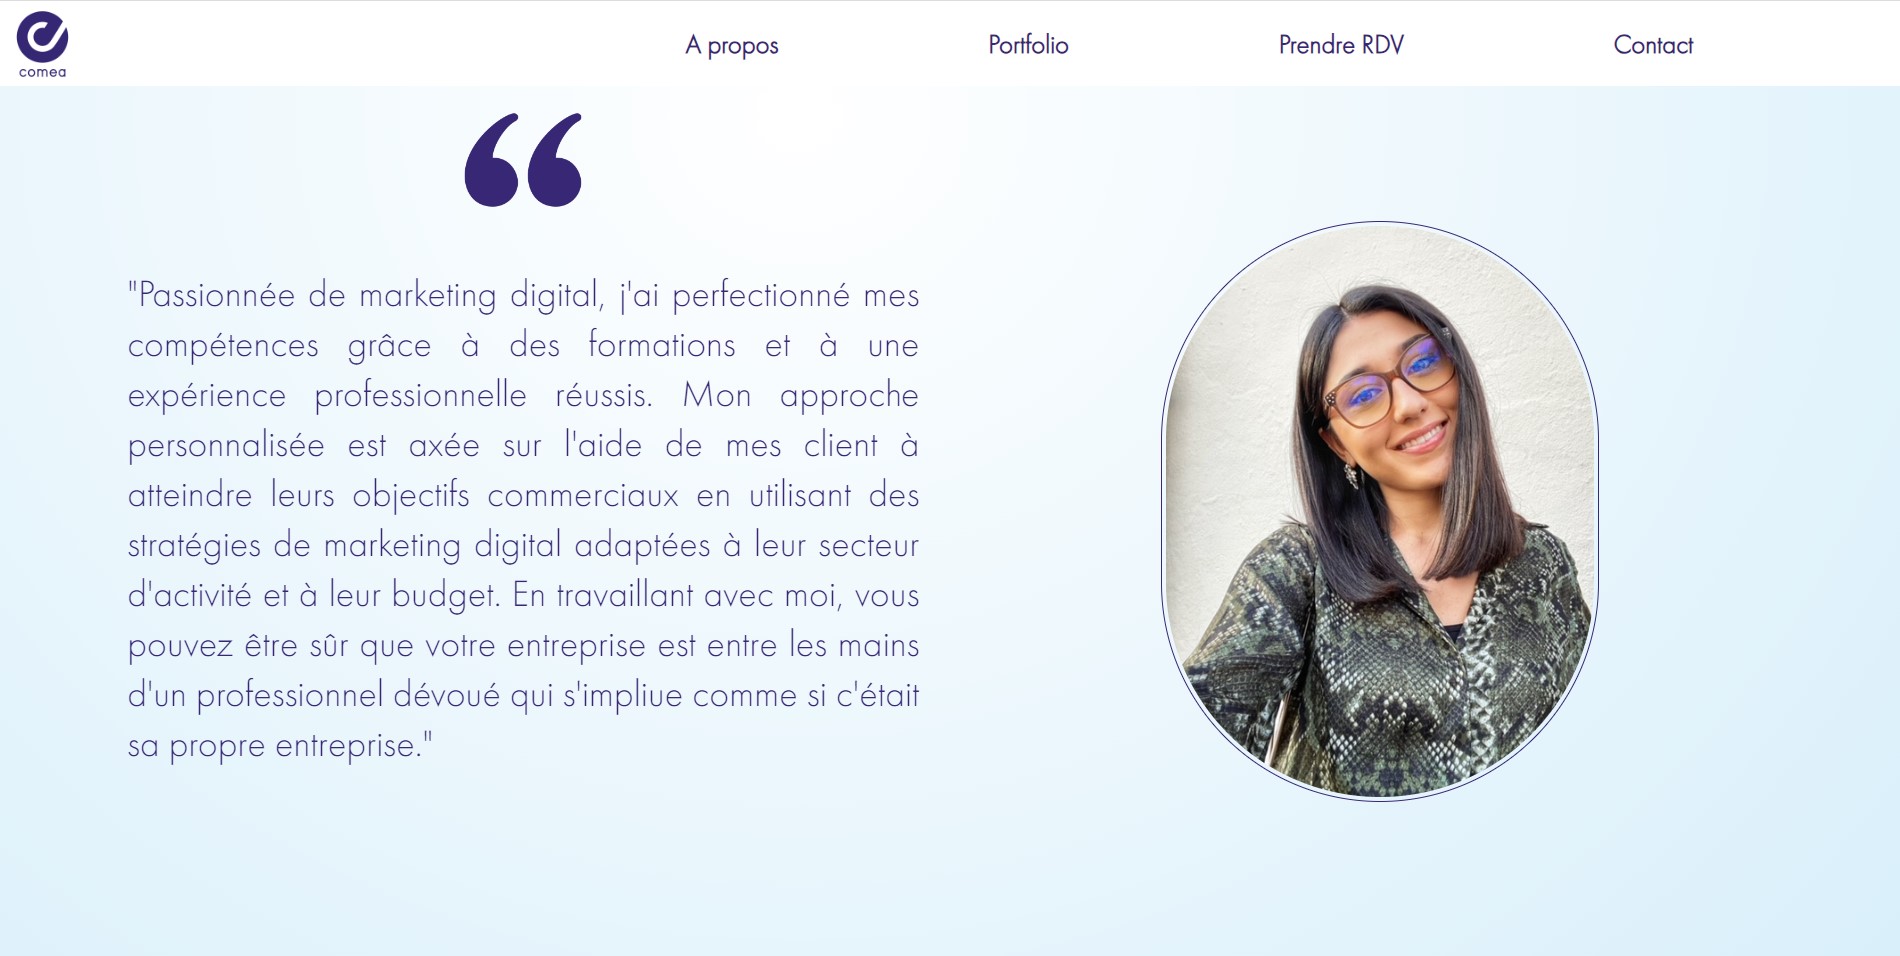 comea
A propos
Portfolio
Prendre RDV
Contact
“
"Passionnée de marketing digital, j'ai perfectionné mes
compétences grâce à des formations et à une
expérience professionnelle réussis. Mon approche
personnalisée est axée sur l'aide de mes client à
atteindre leurs objectifs commerciaux en utilisant des
stratégies de marketing digital adaptées à leur secteur
d'activité et à leur budget. En travaillant avec moi, vous
pouvez être sûr que votre entreprise est entre les mains
d'un professionnel dévoué qui s'impliue comme si c'était
sa propre entreprise."